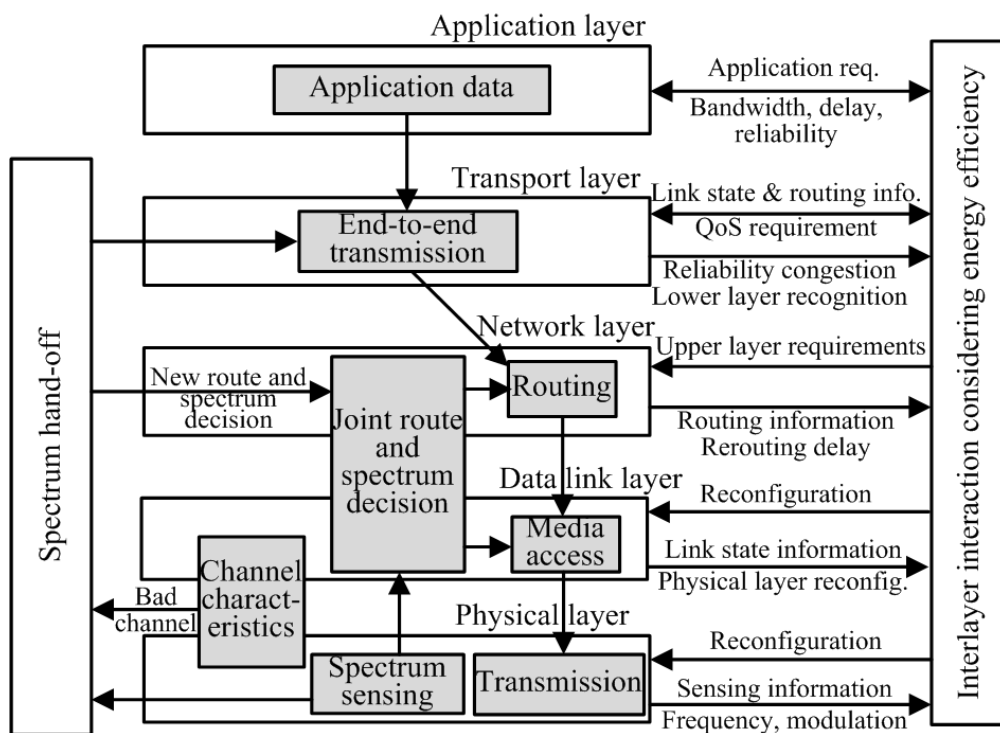 Application layer
Application data
Application req.
Bandwidth, delay,
reliability
Transport layer
End-to-end
transmission
Link state & routing info.
QoS requirement
Reliability congestion
Lower layer recognition
Network layer
New route and
spectrum
decision
Joint route
and
spectrum
decision
Routing
Upper layer requirements
Routing information
Rerouting delay
Data link layer
Media
access
Reconfiguration
Link state information
Physical layer reconfig.
Channel
charact-
eristics
Bad
channel
Physical layer
Spectrum
sensing
Transmission
Reconfiguration
Sensing information
Frequency, modulation
Spectrum hand-off
Interlayer interaction considering energy efficiency